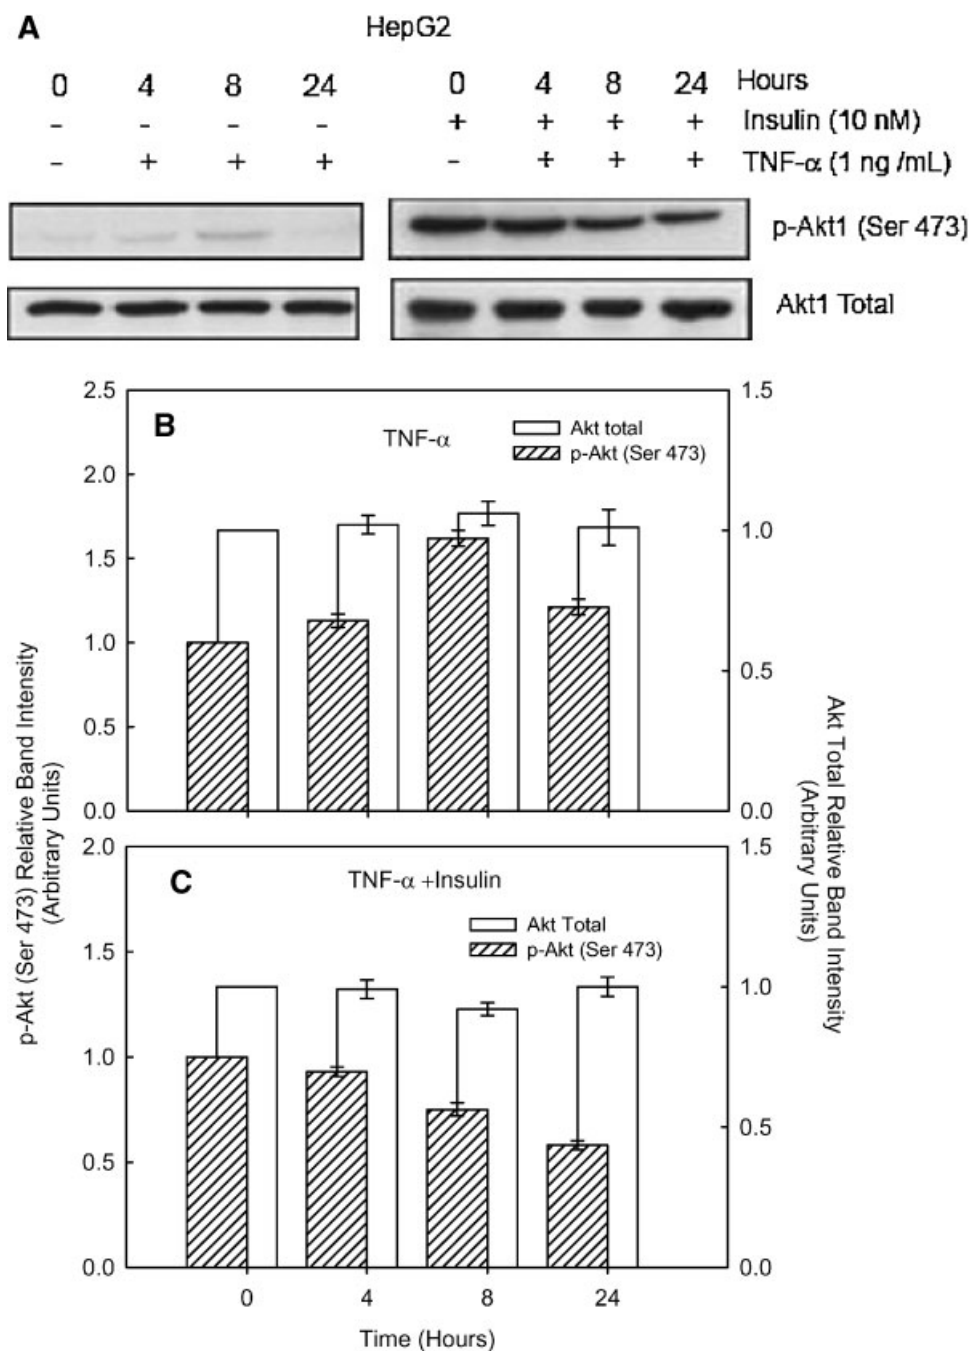 A
HepG2
0 4 8 24 0 4 8 24 Hours
- - - - + + + + Insulin (10 nM)
- + + + - + + + TNF-α (1 ng /mL)
p-Akt1 (Ser 473)
Akt1 Total
2.5 1.5
B
TNF-α
Akt total
p-Akt (Ser 473)
2.0
1.5 1.0
1.0
0.5
0.5
0.0 0.0
p-Akt (Ser 473) Relative Band Intensity
(Arbitrary Units)
Akt Total Relative Band Intensity
(Arbitrary Units)
2.0 1.5
C
TNF-α +Insulin
Akt Total
p-Akt (Ser 473)
1.5
1.0
1.0
0.5
0.5
0.0 0.0
0 4 8 24
Time (Hours)